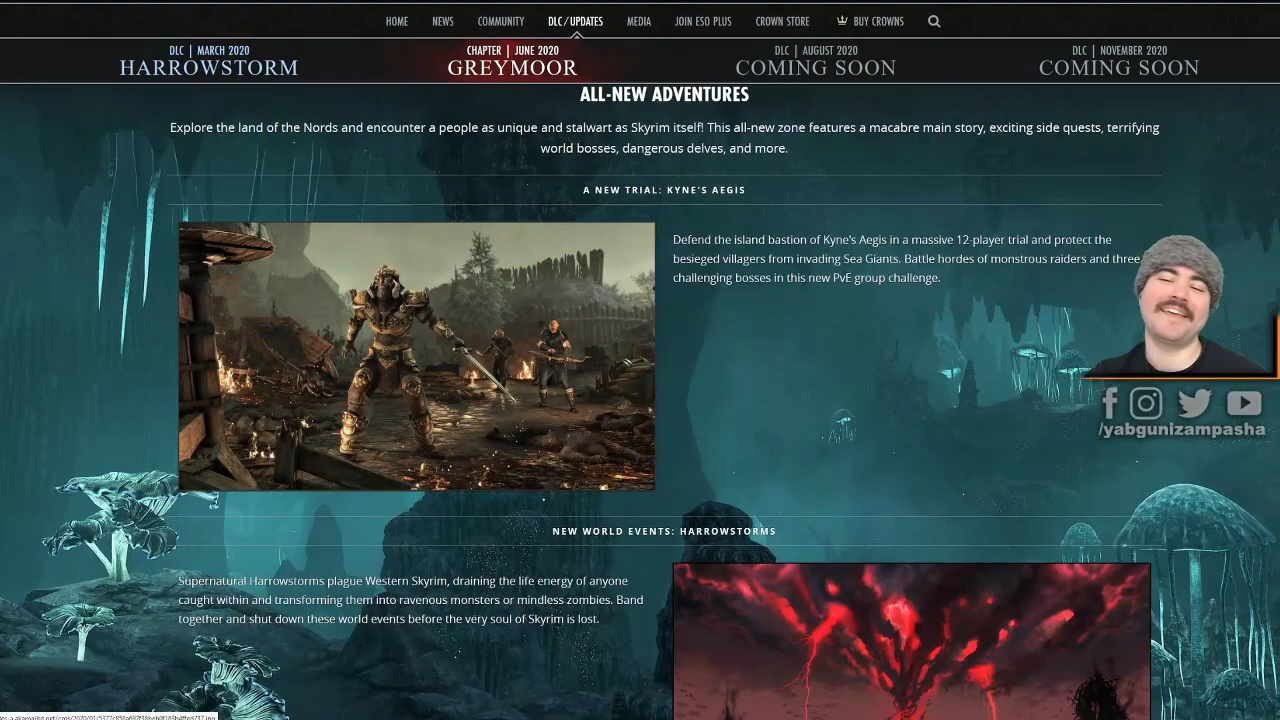 HOME NEWS COMMUNITY DLC/UPDATES MEDIA JOIN ESO PLUS CROWN STORE BUY CROWNS
DLC | MARCH 2020 CHAPTER | JUNE 2020 DLC | AUGUST 2020 DLC | NOVEMBER 2020
HARROWSTORM GREYMOOR COMING SOON COMING SOON
ALL-NEW ADVENTURES
Explore the land of the Nords and encounter a people as unique and stalwart as Skyrim itself! This all-new zone features a macabre main story, exciting side quests, terrifying
world bosses, dangerous delves, and more.
A NEW TRIAL: KYNE'S AEGIS
Defend the island bastion of Kyne's Aegis in a massive 12-player trial and protect the
besieged villagers from invading Sea Giants. Battle hordes of monstrous raiders and three
challenging bosses in this new PvE group challenge.
/yabgunizampasha
NEW WORLD EVENTS: HARROWSTORMS
Supernatural Harrowstorms plague Western Skyrim, draining the life energy of anyone
caught within and transforming them into ravenous monsters or mindless zombies. Band
together and shut down these world events before the very soul of Skyrim is lost.